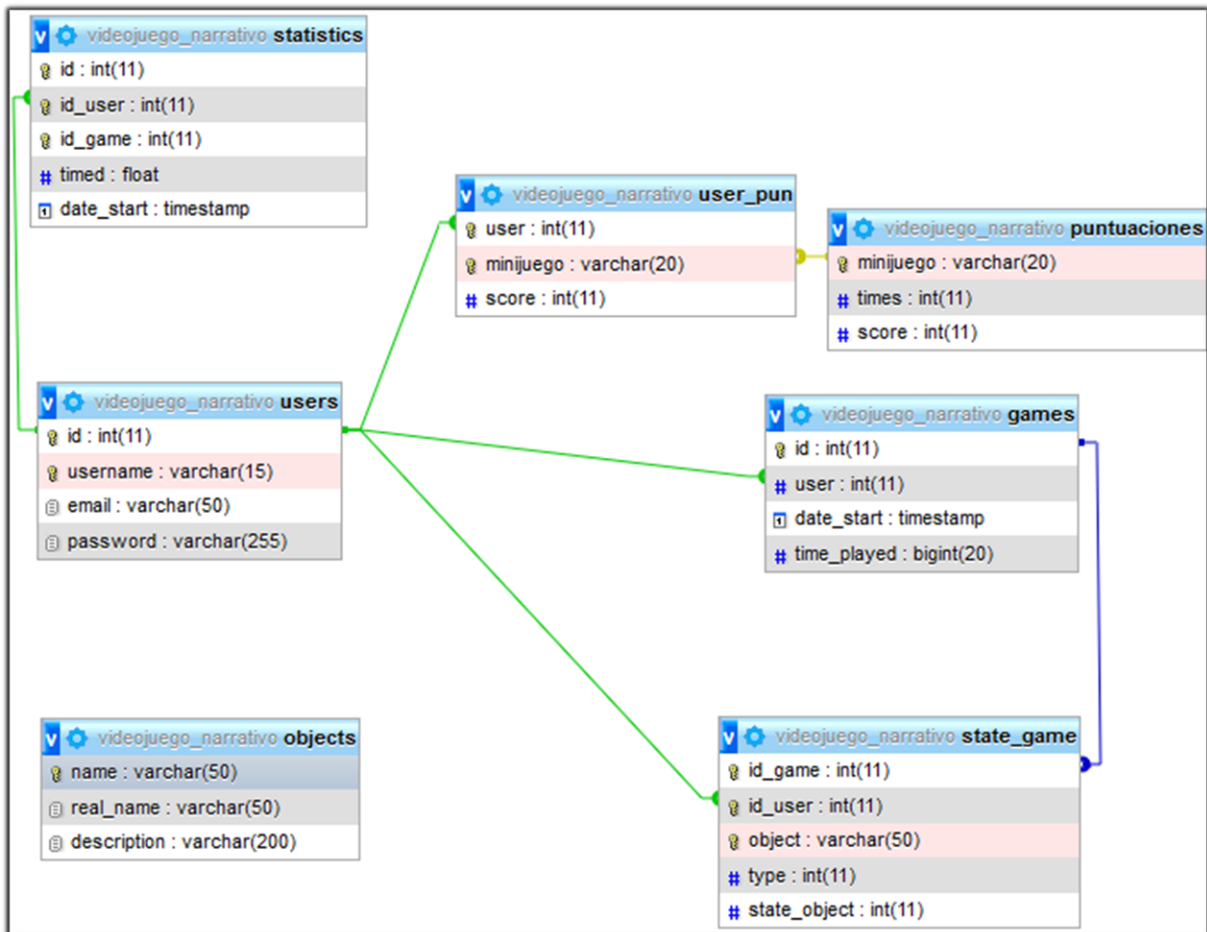 videojuego_narrativo statistics
id : int(11)
id_user : int(11)
id_game : int(11)
# timed : float
date_start : timestamp
videojuego_narrativo user_pun
user : int(11)
minijuego : varchar(20)
# score : int(11)
videojuego_narrativo puntuaciones
minijuego : varchar(20)
# times : int(11)
# score : int(11)
videojuego_narrativo users
id : int(11)
username : varchar(15)
email : varchar(50)
password : varchar(255)
videojuego_narrativo games
id : int(11)
# user : int(11)
date_start : timestamp
# time_played : bigint(20)
videojuego_narrativo objects
name : varchar(50)
real_name : varchar(50)
description : varchar(200)
videojuego_narrativo state_game
id_game : int(11)
id_user : int(11)
object : varchar(50)
# type : int(11)
# state_object : int(11)